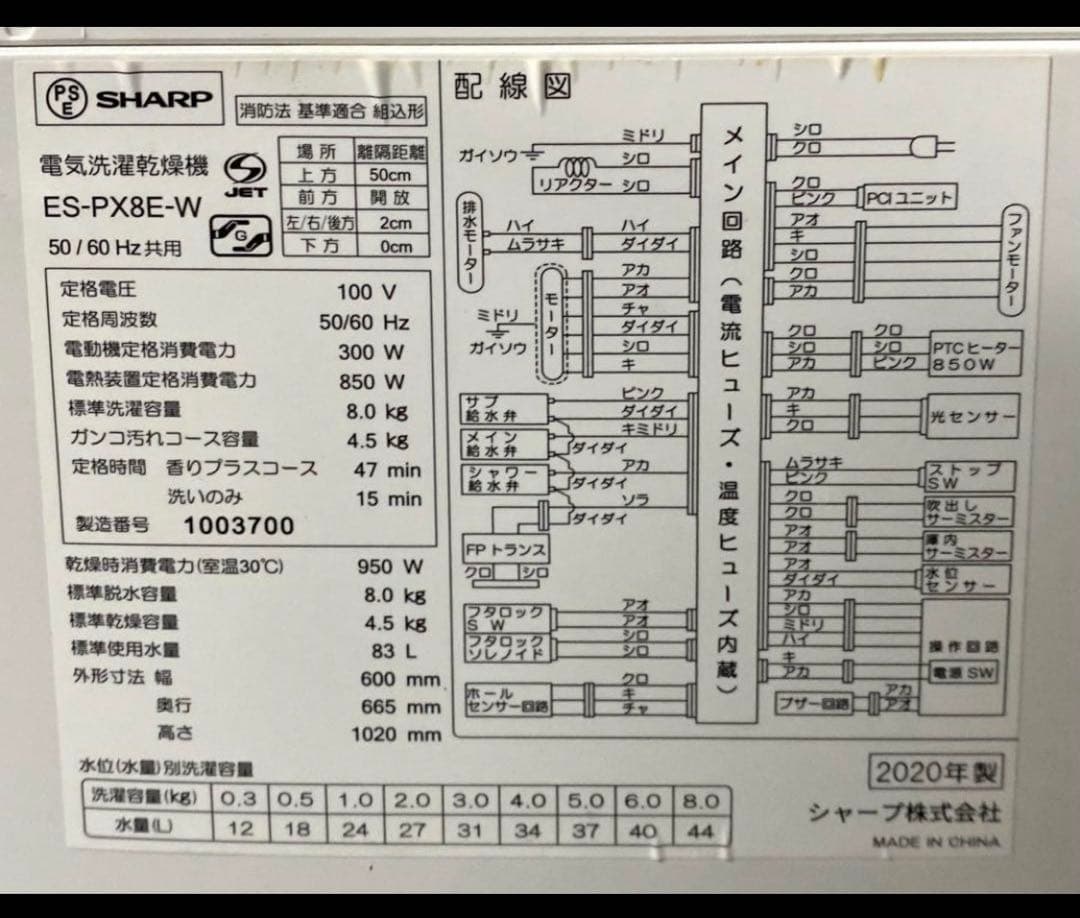 PSE SHARP
消防法 基準適合 組込形
電気洗濯乾燥機
JET
ES-PX8E-W
G
50/60 Hz共用
場所 離隔距離
上方 50cm
前方 開放
左/右/後方 2cm
下方 0cm
定格電圧 100 V
定格周波数 50/60 Hz
電動機定格消費電力 300 W
電熱装置定格消費電力 850 W
標準洗濯容量 8.0 kg
ガンコ汚れコース容量 4.5 kg
定格時間 香りプラスコース 47 min
洗いのみ 15 min
製造番号 1003700
乾燥時消費電力(室温30℃) 950 W
標準脱水容量 8.0 kg
標準乾燥容量 4.5 kg
標準使用水量 83 L
外形寸法 幅 600 mm
奥行 665 mm
高さ 1020 mm
水位(水量)別洗濯容量
洗濯容量(kg) 0.3 0.5 1.0 2.0 3.0 4.0 5.0 6.0 8.0
水量(L) 12 18 24 27 31 34 37 40 44
配線図
ミドリ
ガイソウ
シロ
リアクター シロ
排水モーター
ハイ ハイ
ムラサキ ダイダイ
モーター
アカ
アオ
チャ
ダイダイ
シロ
キ
ミドリ
ガイソウ
サブ
給水弁
ピンク
ダイダイ
キミドリ
メイン
給水弁
ダイダイ
シャワー
給水弁
アカ
ダイダイ
ソラ
ダイダイ
FPトランス
クロ シロ
フタロック
SW
アオ
アオ
フタロック
ソレノイド
シロ
シロ
ホール
センサー回路
クロ
キ
チャ
メイン回路(電流ヒューズ・温度ヒューズ内蔵)
シロ
クロ
クロ
ピンク
PCIユニット
アオ
キ
シロ
クロ
アカ
ファンモーター
クロ クロ
シロ シロ
アカ ピンク
PTCヒーター
850W
アカ
キ
クロ
光センサー
ムラサキ
ピンク
ストップ
SW
クロ
クロ
吹出し
サーミスター
アオ
アオ
庫内
サーミスター
アオ
ダイダイ
水位
センサー
アカ
シロ
ミドリ
ハイ
操作回路
キ
アカ
電源SW
ブザー回路
アカ
アオ
2020年製
シャープ株式会社
MADE IN CHINA